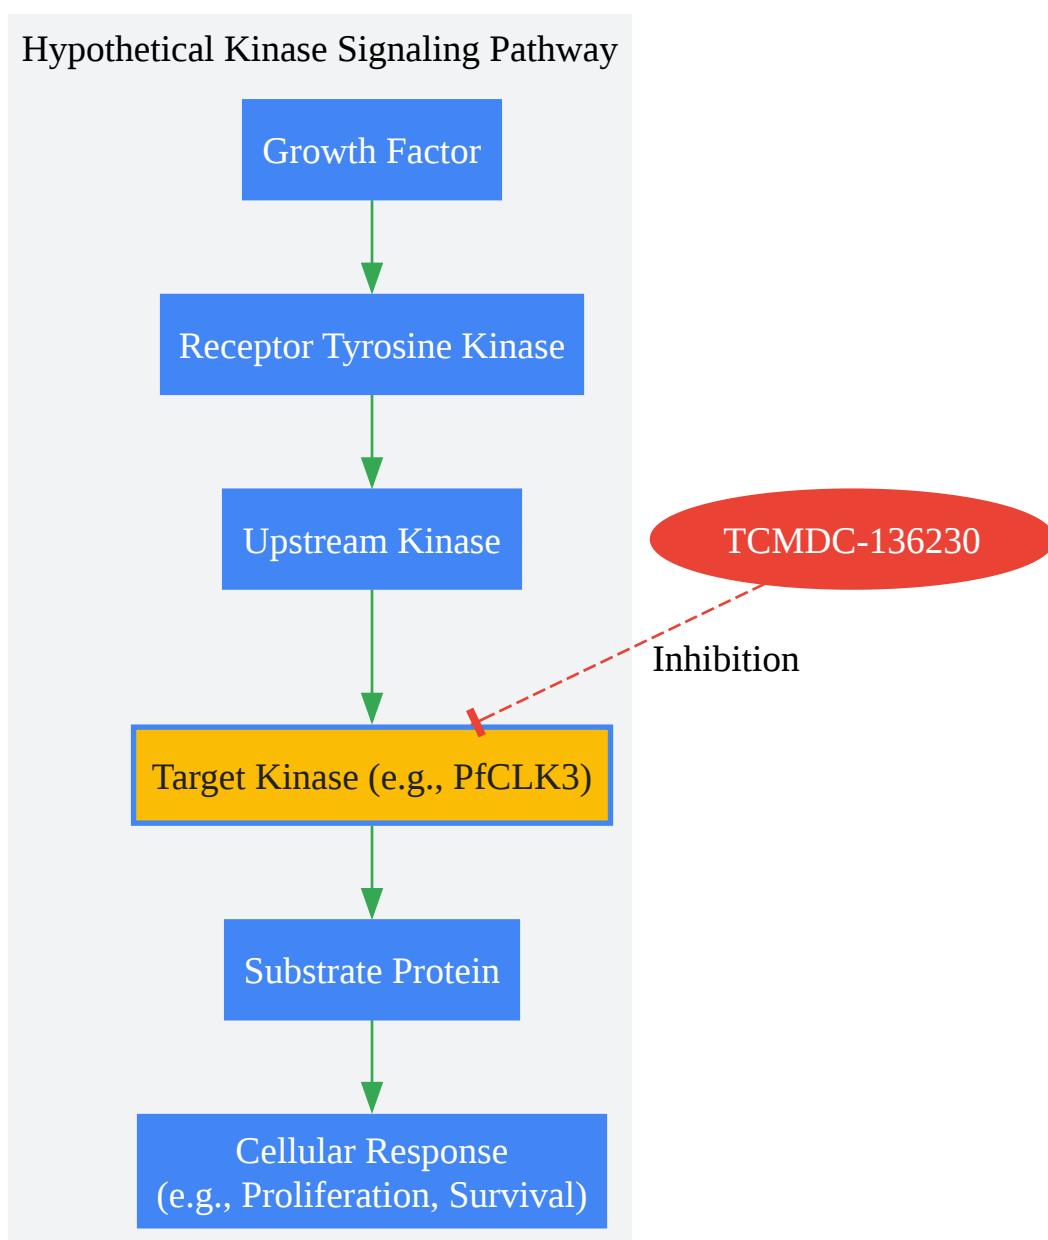 Hypothetical Kinase Signaling Pathway
Growth Factor
Receptor Tyrosine Kinase
Upstream Kinase
TCMDC-136230
Inhibition
Target Kinase (e.g., PfCLK3)
Substrate Protein
Cellular Response
(e.g., Proliferation, Survival)